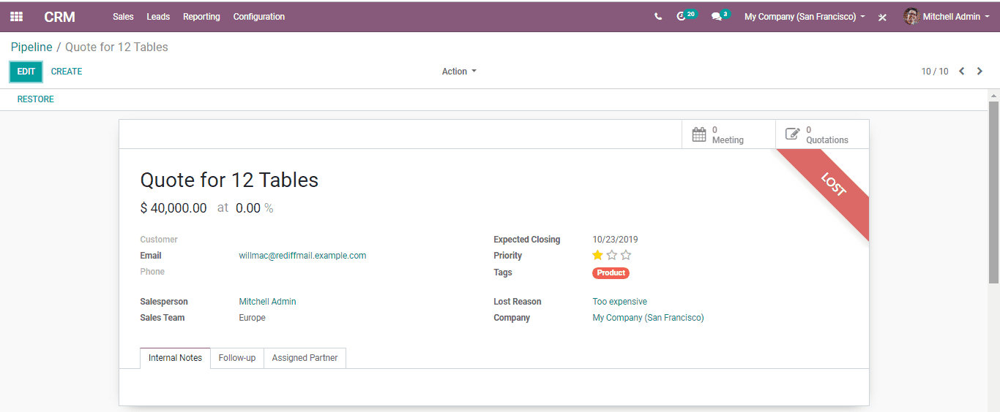 CRM Sales Leads Reporting Configuration 20 3 My Company (San Francisco) Mitchell Admin
Pipeline / Quote for 12 Tables
EDIT CREATE Action 10 / 10
RESTORE
0 Meeting
0 Quotations
LOST
Quote for 12 Tables
$ 40,000.00 at 0.00 %
Customer
Email willmac@rediffmail.example.com
Phone
Expected Closing 10/23/2019
Priority
Tags Product
Salesperson Mitchell Admin
Sales Team Europe
Lost Reason Too expensive
Company My Company (San Francisco)
Internal Notes Follow-up Assigned Partner